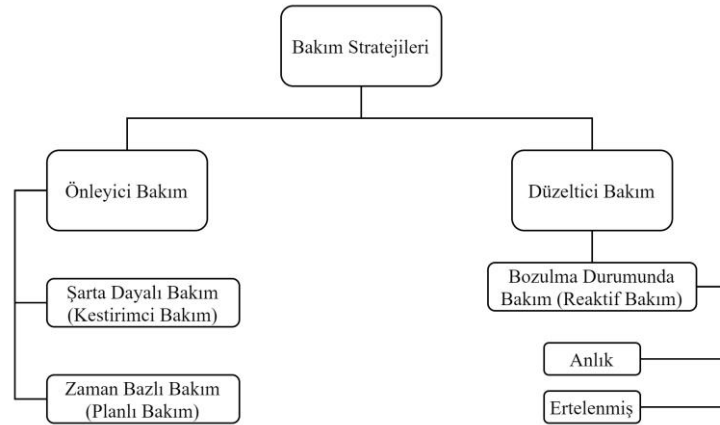 Bakım Stratejileri
Önleyici Bakım
Düzeltici Bakım
Şarta Dayalı Bakım
(Kestirimci Bakım)
Bozulma Durumunda
Bakım (Reaktif Bakım)
Anlık
Zaman Bazlı Bakım
(Planlı Bakım)
Ertelenmiş